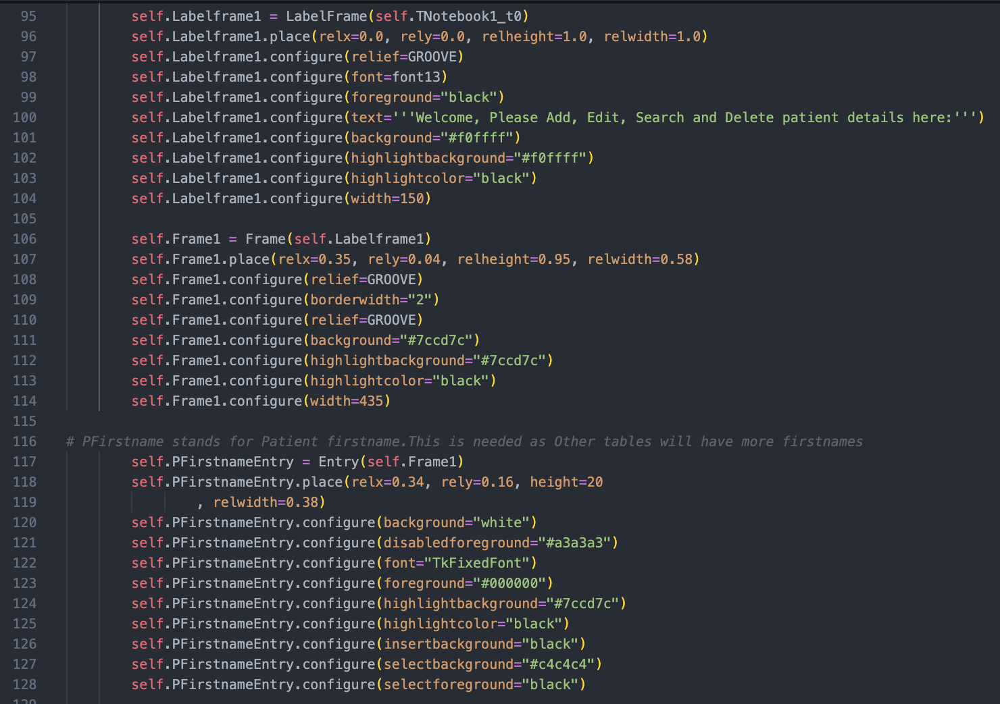 95 self.Labelframe1 = LabelFrame(self.TNotebook1_t0)
96 self.Labelframe1.place(relx=0.0, rely=0.0, relheight=1.0, relwidth=1.0)
97 self.Labelframe1.configure(relief=GROOVE)
98 self.Labelframe1.configure(font=font13)
99 self.Labelframe1.configure(foreground="black")
100 self.Labelframe1.configure(text='''Welcome, Please Add, Edit, Search and Delete patient details here:''')
101 self.Labelframe1.configure(background="#f0ffff")
102 self.Labelframe1.configure(highlightbackground="#f0ffff")
103 self.Labelframe1.configure(highlightcolor="black")
104 self.Labelframe1.configure(width=150)
105
106 self.Frame1 = Frame(self.Labelframe1)
107 self.Frame1.place(relx=0.35, rely=0.04, relheight=0.95, relwidth=0.58)
108 self.Frame1.configure(relief=GROOVE)
109 self.Frame1.configure(borderwidth="2")
110 self.Frame1.configure(relief=GROOVE)
111 self.Frame1.configure(background="#7ccd7c")
112 self.Frame1.configure(highlightbackground="#7ccd7c")
113 self.Frame1.configure(highlightcolor="black")
114 self.Frame1.configure(width=435)
115
116 # PFirstname stands for Patient firstname.This is needed as Other tables will have more firstnames
117 self.PFirstnameEntry = Entry(self.Frame1)
118 self.PFirstnameEntry.place(relx=0.34, rely=0.16, height=20
119 , relwidth=0.38)
120 self.PFirstnameEntry.configure(background="white")
121 self.PFirstnameEntry.configure(disabledforeground="#a3a3a3")
122 self.PFirstnameEntry.configure(font="TkFixedFont")
123 self.PFirstnameEntry.configure(foreground="#000000")
124 self.PFirstnameEntry.configure(highlightbackground="#7ccd7c")
125 self.PFirstnameEntry.configure(highlightcolor="black")
126 self.PFirstnameEntry.configure(insertbackground="black")
127 self.PFirstnameEntry.configure(selectbackground="#c4c4c4")
128 self.PFirstnameEntry.configure(selectforeground="black")
129